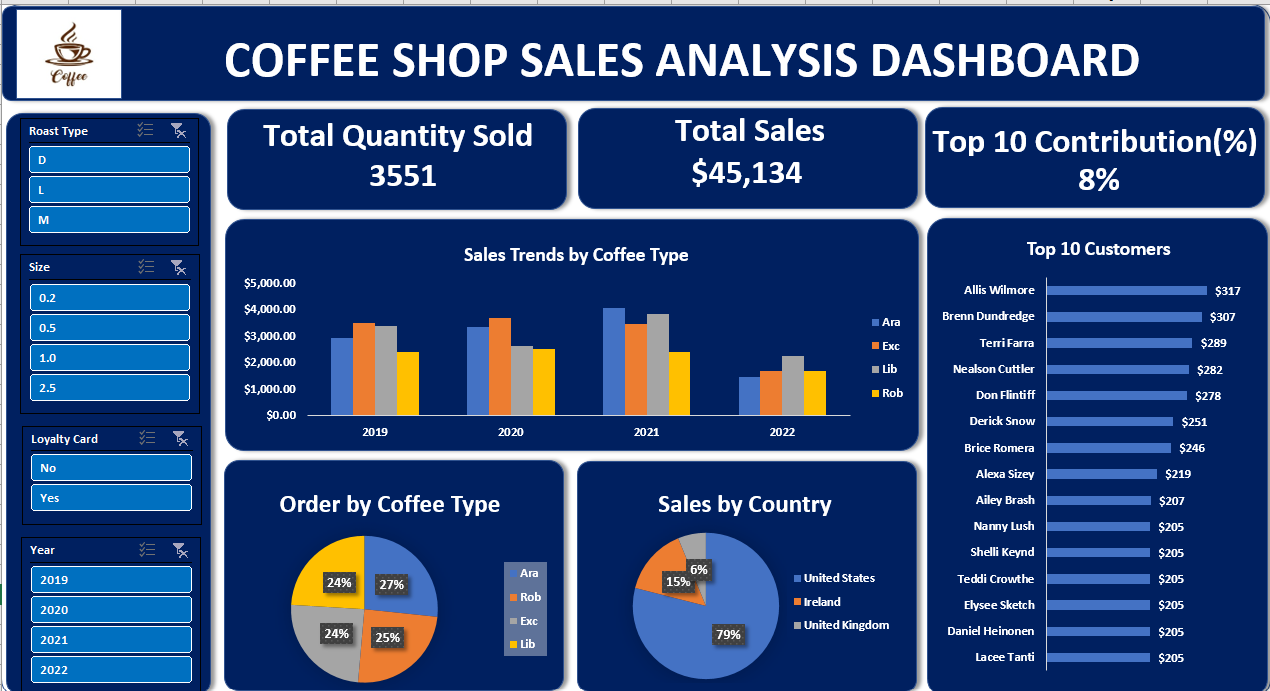 Coffee
COFFEE SHOP SALES ANALYSIS DASHBOARD
Roast Type
D
L
M
Size
0.2
0.5
1.0
2.5
Loyalty Card
No
Yes
Year
2019
2020
2021
2022
Total Quantity Sold
3551
Total Sales
$45,134
Top 10 Contribution(%)
8%
Sales Trends by Coffee Type
$5,000.00
$4,000.00
$3,000.00
$2,000.00
$1,000.00
$0.00
2019 2020 2021 2022
Ara
Exc
Lib
Rob
Order by Coffee Type
24% 27%
24% 25%
Ara
Rob
Exc
Lib
Sales by Country
6%
15%
79%
United States
Ireland
United Kingdom
Top 10 Customers
Allis Wilmore $317
Brenn Dundredge $307
Terri Farra $289
Nealson Cuttler $282
Don Flintiff $278
Derick Snow $251
Brice Romera $246
Alexa Sizey $219
Ailey Brash $207
Nanny Lush $205
Shelli Keynd $205
Teddi Crowthe $205
Elysee Sketch $205
Daniel Heinonen $205
Lacee Tanti $205